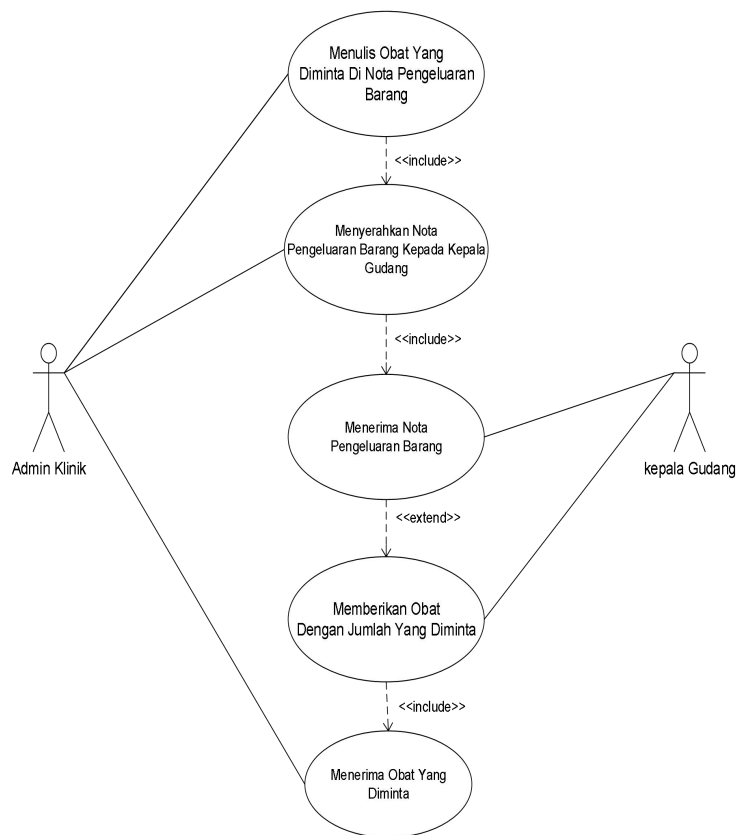 Menulis Obat Yang
Diminta Di Nota Pengeluaran
Barang
<<include>>
Menyerahkan Nota
Pengeluaran Barang Kepada Kepala
Gudang
<<include>>
Menerima Nota
Pengeluaran Barang
Admin Klinik
kepala Gudang
<<extend>>
Memberikan Obat
Dengan Jumlah Yang Diminta
<<include>>
Menerima Obat Yang
Diminta